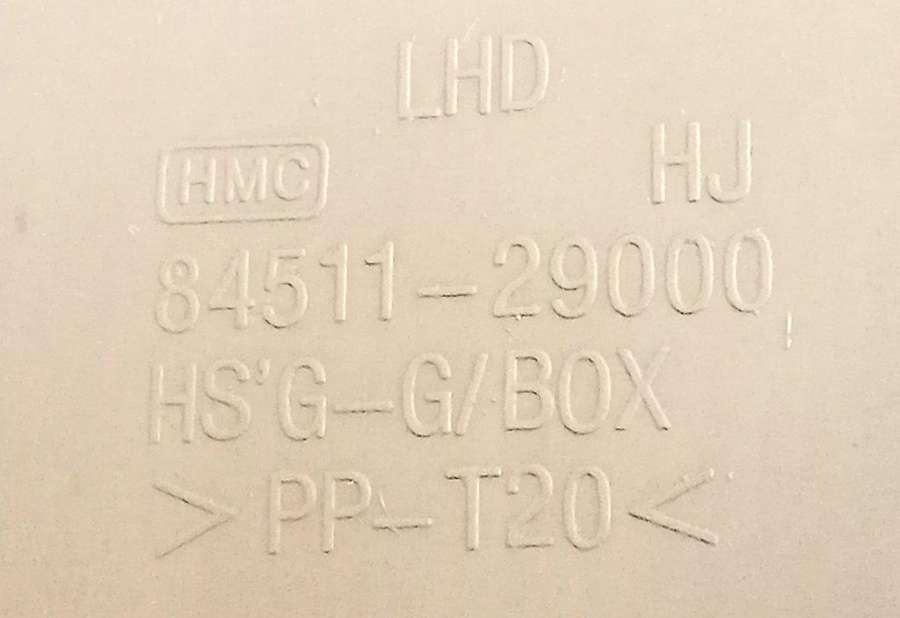 LHD
HMC HJ
84511-29000
HS'G-G/BOX
>PP-T20<